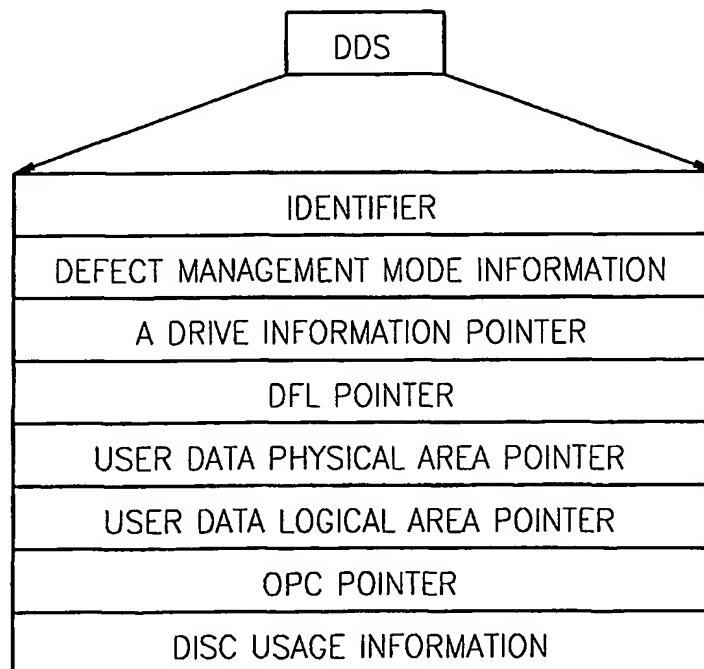 DDS
IDENTIFIER
DEFECT MANAGEMENT MODE INFORMATION
A DRIVE INFORMATION POINTER
DFL POINTER
USER DATA PHYSICAL AREA POINTER
USER DATA LOGICAL AREA POINTER
OPC POINTER
DISC USAGE INFORMATION